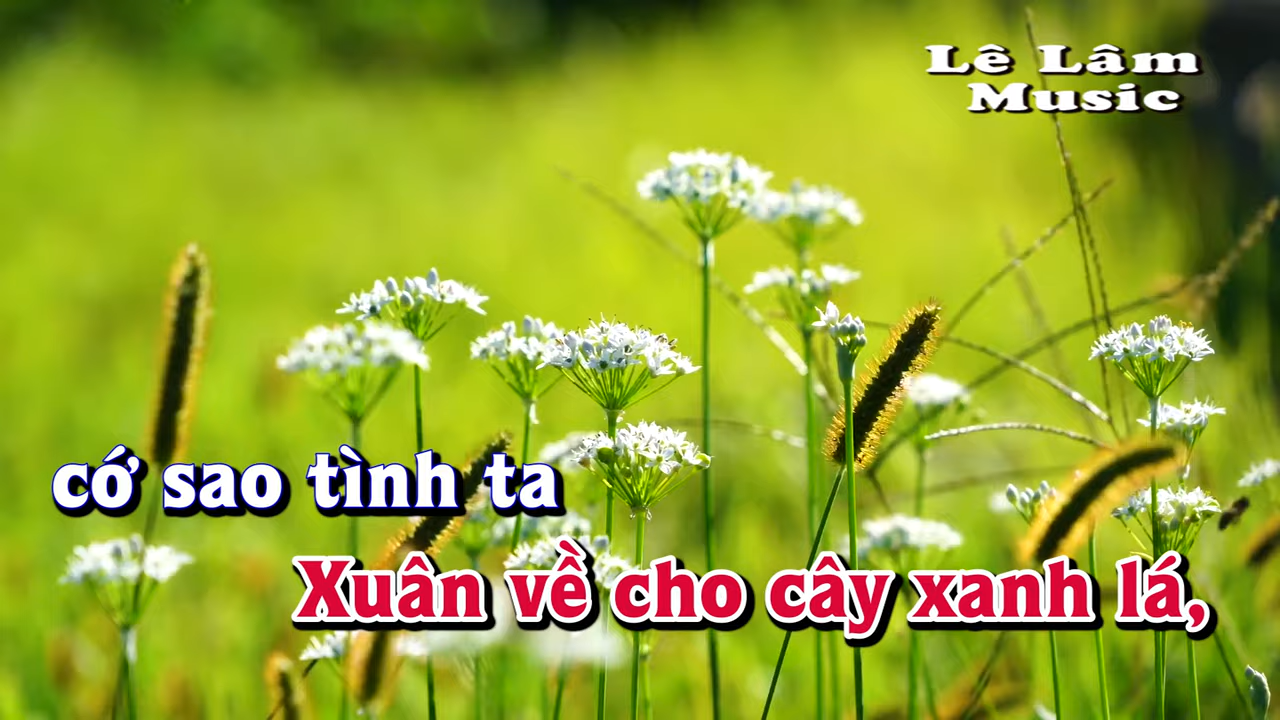 Lê Lâm
Music
cớ sao tình ta
Xuân về cho cây xanh lá,